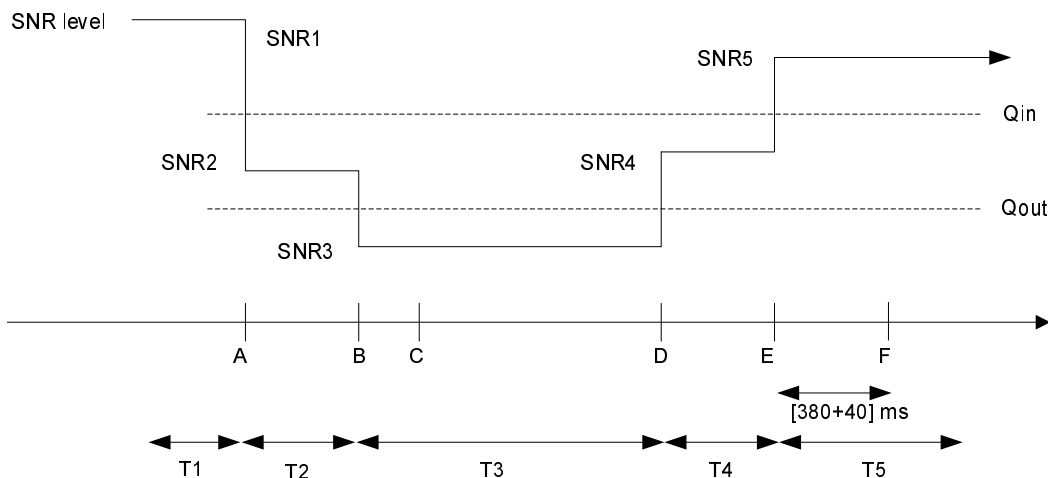 SNR level
SNR1
SNR5
Qin
SNR2
SNR4
Qout
SNR3
A
B
C
D
E
F
[380+40] ms
T1
T2
T3
T4
T5